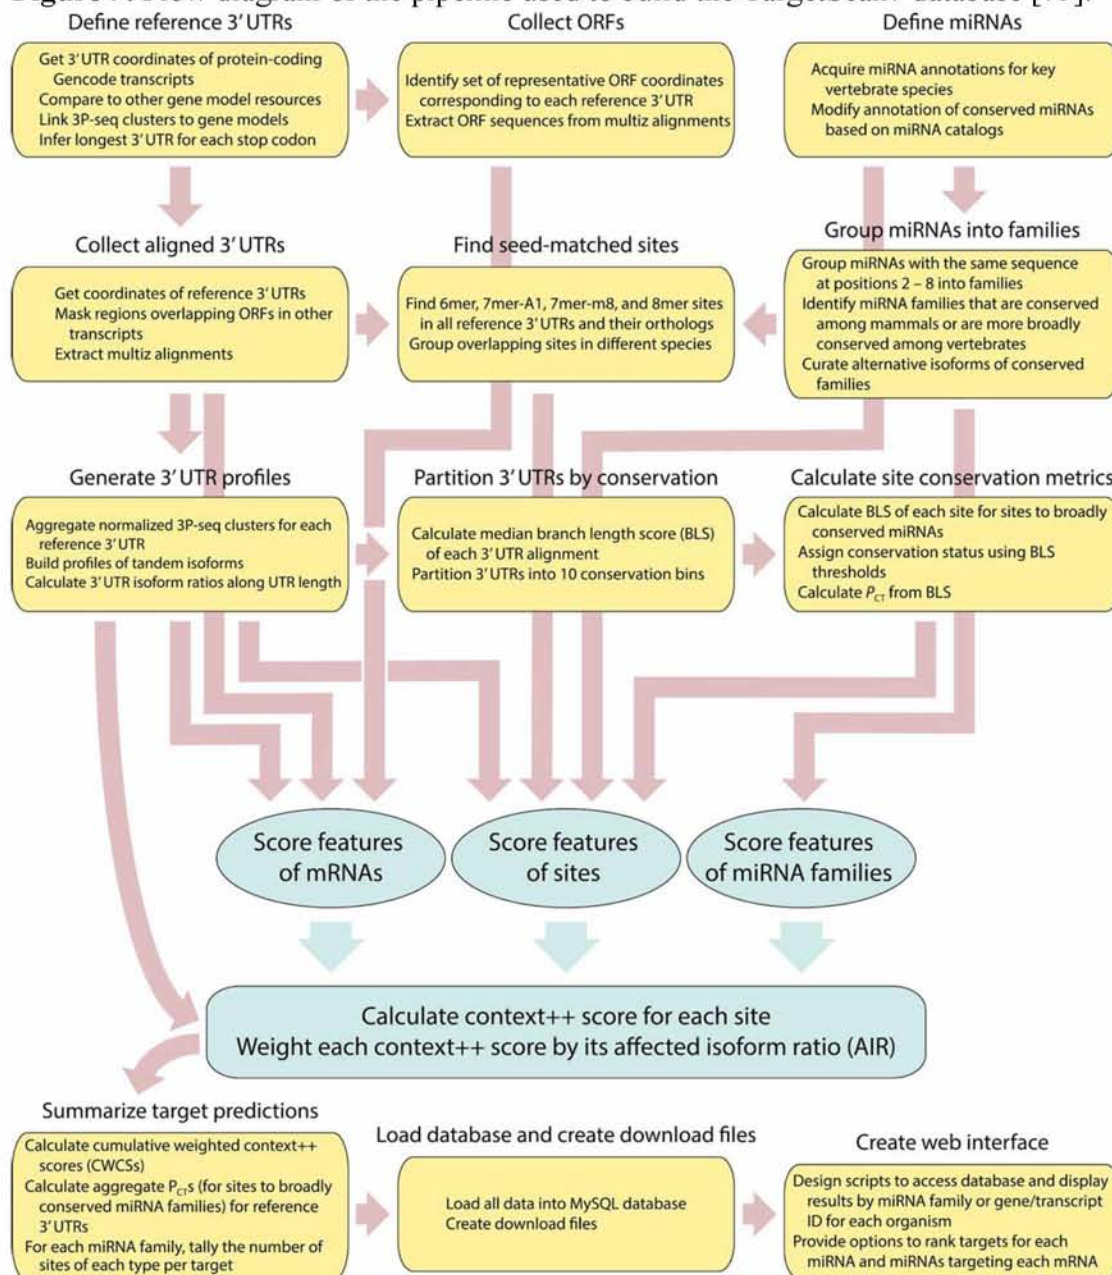 Define reference 3' UTRs
Get 3' UTR coordinates of protein-coding
Gencode transcripts
Compare to other gene model resources
Link 3P-seq clusters to gene models
Infer longest 3' UTR for each stop codon
Collect ORFs
Identify set of representative ORF coordinates
corresponding to each reference 3' UTR
Extract ORF sequences from multiz alignments
Define miRNAs
Acquire miRNA annotations for key
vertebrate species
Modify annotation of conserved miRNAs
based on miRNA catalogs
Collect aligned 3' UTRs
Get coordinates of reference 3' UTRs
Mask regions overlapping ORFs in other
transcripts
Extract multiz alignments
Find seed-matched sites
Find 6mer, 7mer-A1, 7mer-m8, and 8mer sites
in all reference 3' UTRs and their orthologs
Group overlapping sites in different species
Group miRNAs into families
Group miRNAs with the same sequence
at positions 2 – 8 into families
Identify miRNA families that are conserved
among mammals or are more broadly
conserved among vertebrates
Curate alternative isoforms of conserved
families
Generate 3' UTR profiles
Aggregate normalized 3P-seq clusters for each
reference 3' UTR
Build profiles of tandem isoforms
Calculate 3' UTR isoform ratios along UTR length
Partition 3' UTRs by conservation
Calculate median branch length score (BLS)
of each 3' UTR alignment
Partition 3' UTRs into 10 conservation bins
Calculate site conservation metrics
Calculate BLS of each site for sites to broadly
conserved miRNAs
Assign conservation status using BLS
thresholds
Calculate PCT from BLS
Score features
of mRNAs
Score features
of sites
Score features
of miRNA families
Calculate context++ score for each site
Weight each context++ score by its affected isoform ratio (AIR)
Summarize target predictions
Calculate cumulative weighted context++
scores (CWCSs)
Calculate aggregate PCTs (for sites to broadly
conserved miRNA families) for reference
3' UTRs
For each miRNA family, tally the number of
sites of each type per target
Load database and create download files
Load all data into MySQL database
Create download files
Create web interface
Design scripts to access database and display
results by miRNA family or gene/transcript
ID for each organism
Provide options to rank targets for each
miRNA and miRNAs targeting each mRNA